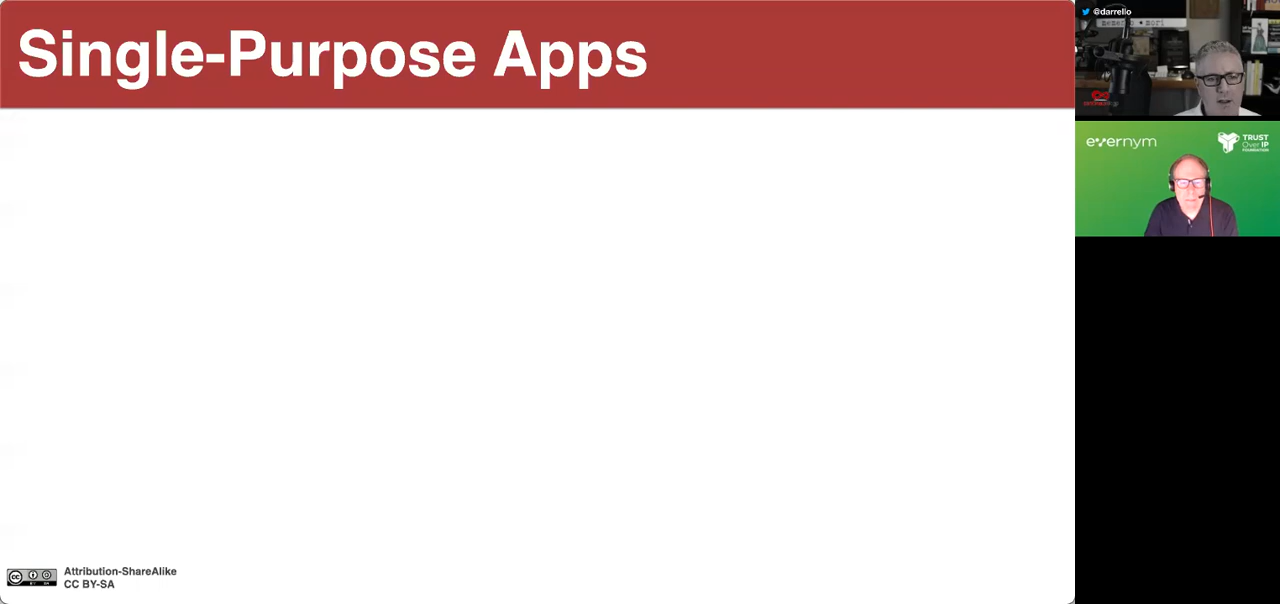 Single-Purpose Apps
@darrello
evernym
TRUST
Over IP
FOUNDATION
Attribution-ShareAlike
CC BY-SA